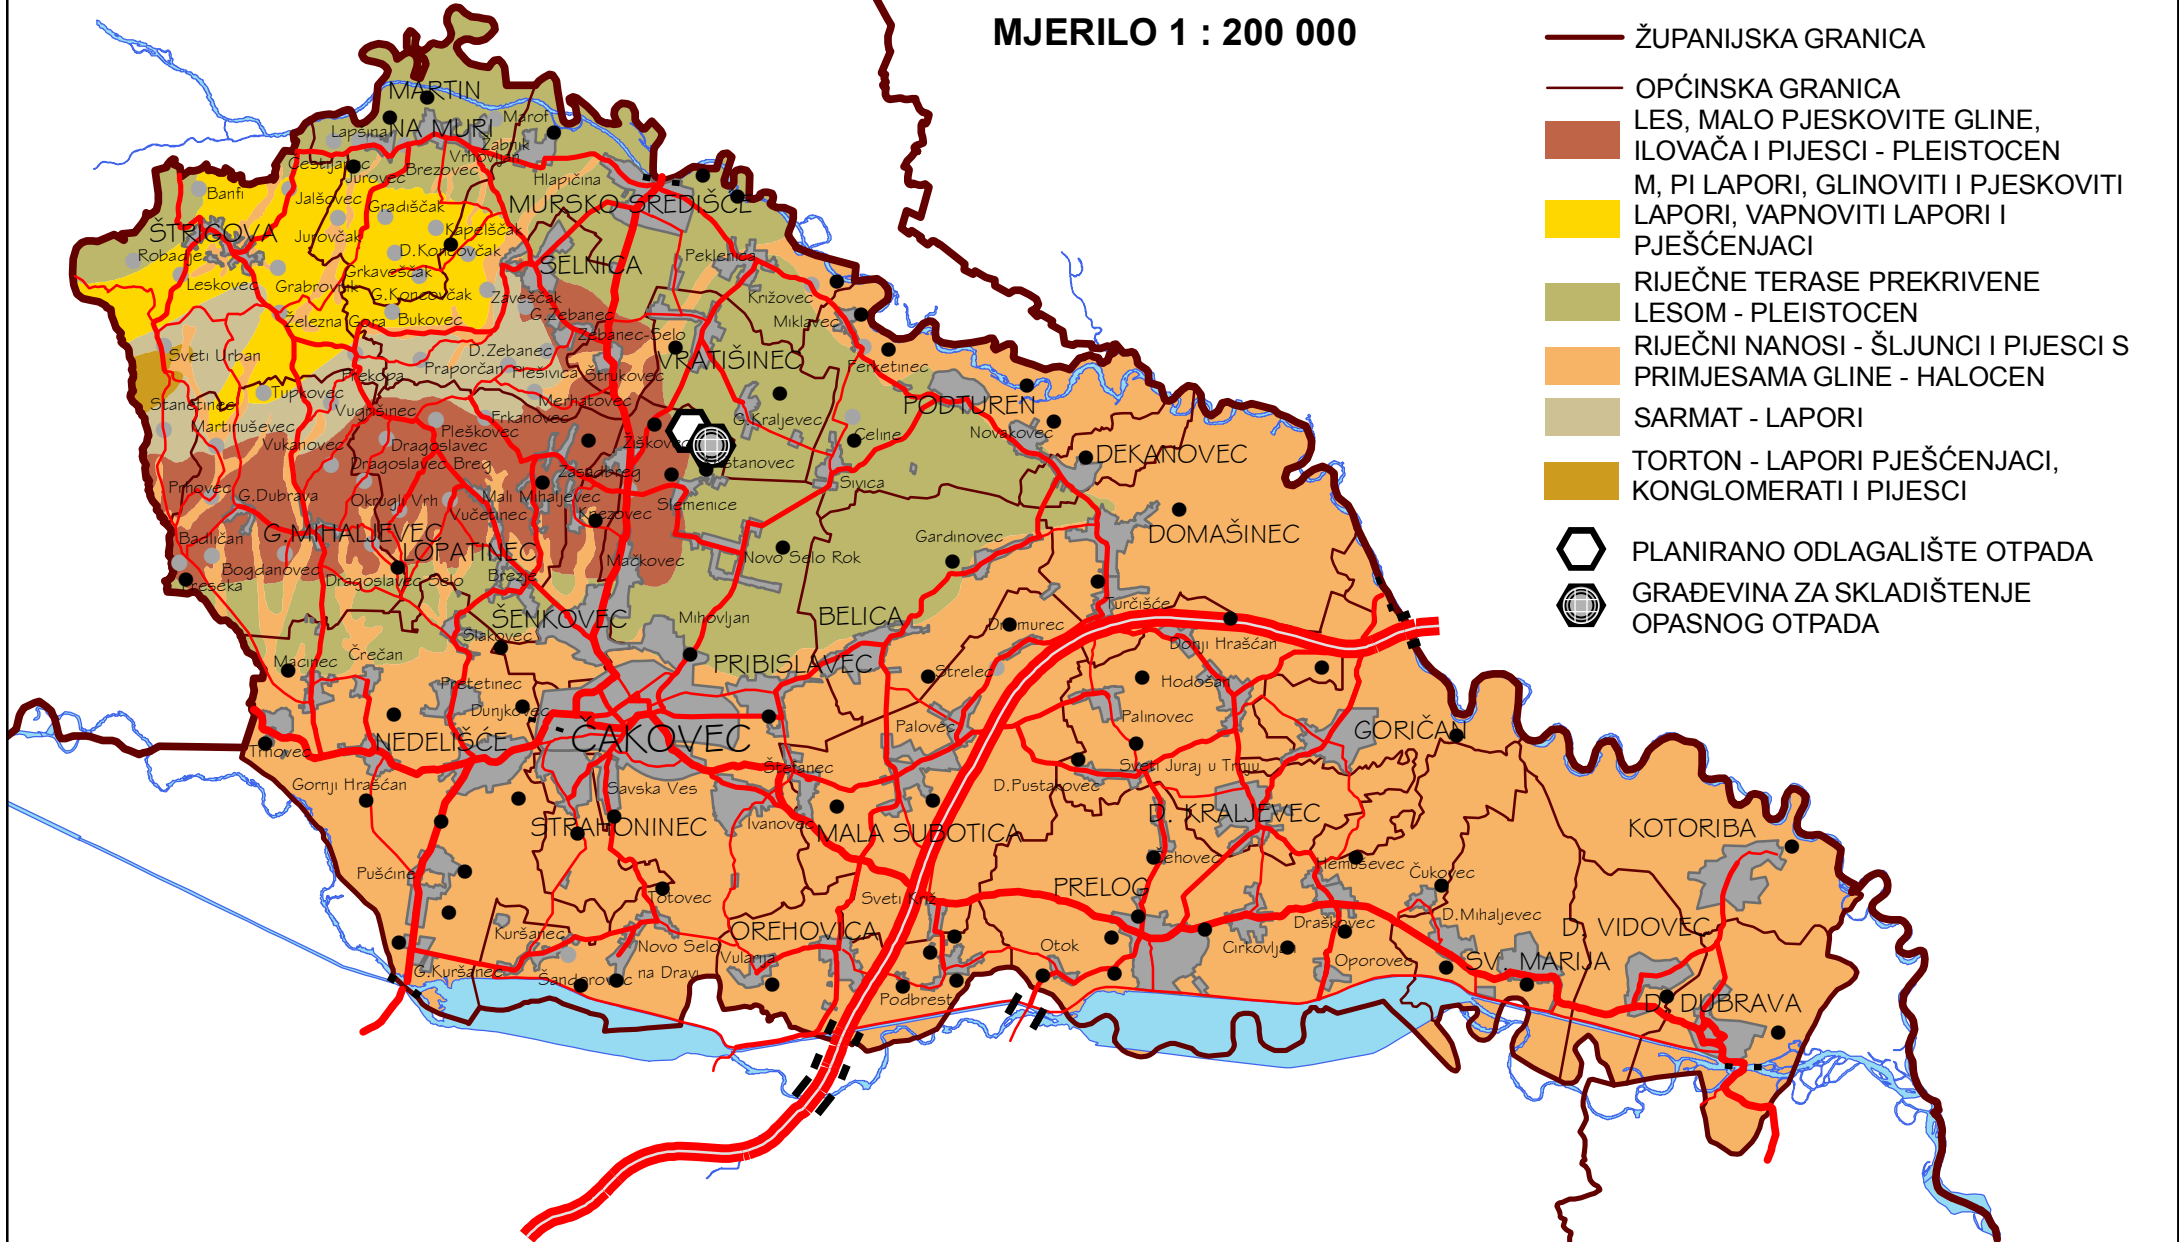 MJERILO 1 : 200 000
ŽUPANIJSKA GRANICA
OPĆINSKA GRANICA
LES, MALO PJESKOVITE GLINE,
ILOVAČA I PIJESCI - PLEISTOCEN
M, PI LAPORI, GLINOVITI I PJESKOVITI
LAPORI, VAPNOVITI LAPORI I
PJEŠĆENJACI
RIJEČNE TERASE PREKRIVENE
LESOM - PLEISTOCEN
RIJEČNI NANOSI - ŠLJUNCI I PIJESCI S
PRIMJESAMA GLINE - HALOCEN
SARMAT - LAPORI
TORTON - LAPORI PJEŠĆENJACI,
KONGLOMERATI I PIJESCI
PLANIRANO ODLAGALIŠTE OTPADA
GRAĐEVINA ZA SKLADIŠTENJE
OPASNOG OTPADA
MARTIN
NA MURI
Lapšina
Marof
Žabnik
Vrhovljan
Čestijanec
Jurovec
Brezovec
Hlapičina
Banfi
Jalšovec
Gradiščak
MURSKO SREDIŠĆE
ŠTRIGOVA
Jurovčak
Kapelščak
Robadje
D.Koncovčak
SELNICA
Peklenica
Leskovec
Grabrovnik
Grkaveščak
G.Koncovčak
Zaveščak
Križovec
Železna Gora
Bukovec
G.Zebanec
Miklavec
Zebanec-Selo
Sveti Urban
D.Zebanec
Praporčan
Plešivica
Štrukovec
VRATIŠINEC
Ferketinec
Prekopa
Stanetinec
Tupkovec
Merhatovec
PODTUREN
Vugrišinec
Frkanovec
G.Kraljevec
Martinuševec
Pleškovec
Žiškovec
Celine
Novakovec
Vukanovec
Dragoslavec
DEKANOVEC
Dragoslavec Breg
Zasadbreg
Prhovec
Sivica
G.Dubrava
Okrugli Vrh
Mali Mihaljevec
Slemenice
Vučetinec
Knezovec
Badličan
G.MIHALJEVEC
LOPATINEC
Gardinovec
DOMAŠINEC
Mačkovec
Novo Selo Rok
Bogdanovec
Dragoslavec Selo
Brezje
Preseka
ŠENKOVEC
Mihovljan
BELICA
Dramurec
Turčišće
Slakovec
Donji Hrašćan
Macinec
Črečan
PRIBISLAVEC
Strelec
Pretetinec
Hodošan
Dunjkovec
Palovec
Palinovec
Trnovec
NEDELIŠĆE
ČAKOVEC
GORIČAN
Štefanec
Sveti Juraj u Trnju
Gornji Hrašćan
Savska Ves
D.Pustakovec
STRAHONINEC
Ivanovec
MALA SUBOTICA
D. KRALJEVEC
KOTORIBA
Pušćine
Čehovec
Hemuševec
Čukovec
Totovec
Sveti Križ
PRELOG
Kuršanec
OREHOVICA
Draškovec
D.Mihaljevec
D. VIDOVEC
Novo Selo
na Dravi
Vularija
Otok
Cirkovljan
G.Kuršanec
Šandorovec
Oporovec
SV. MARIJA
Podbrest
D. DUBRAVA